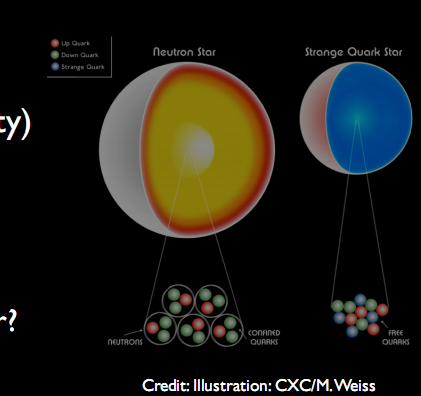 Up Quark
Down Quark
Strange Quark
Neutron Star
Strange Quark Star
ty)
r?
NEUTRONS
CONFINED
QUARKS
FREE
QUARKS
Credit: Illustration: CXC/M. Weiss